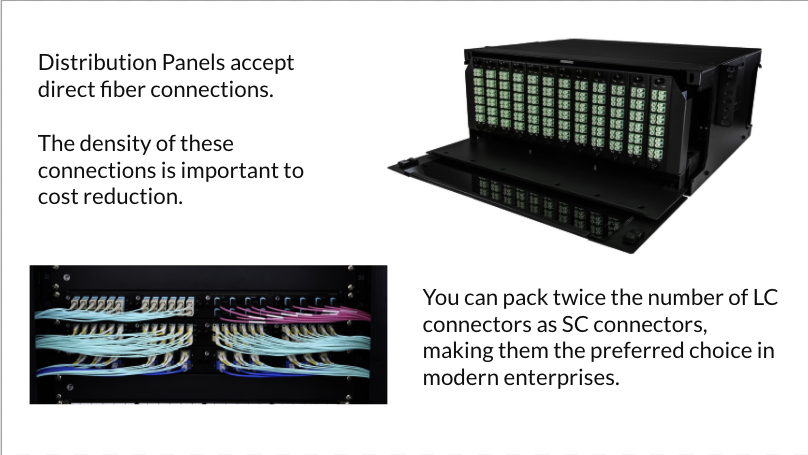 Distribution Panels accept
direct fiber connections.
The density of these
connections is important to
cost reduction.
You can pack twice the number of LC
connectors as SC connectors,
making them the preferred choice in
modern enterprises.